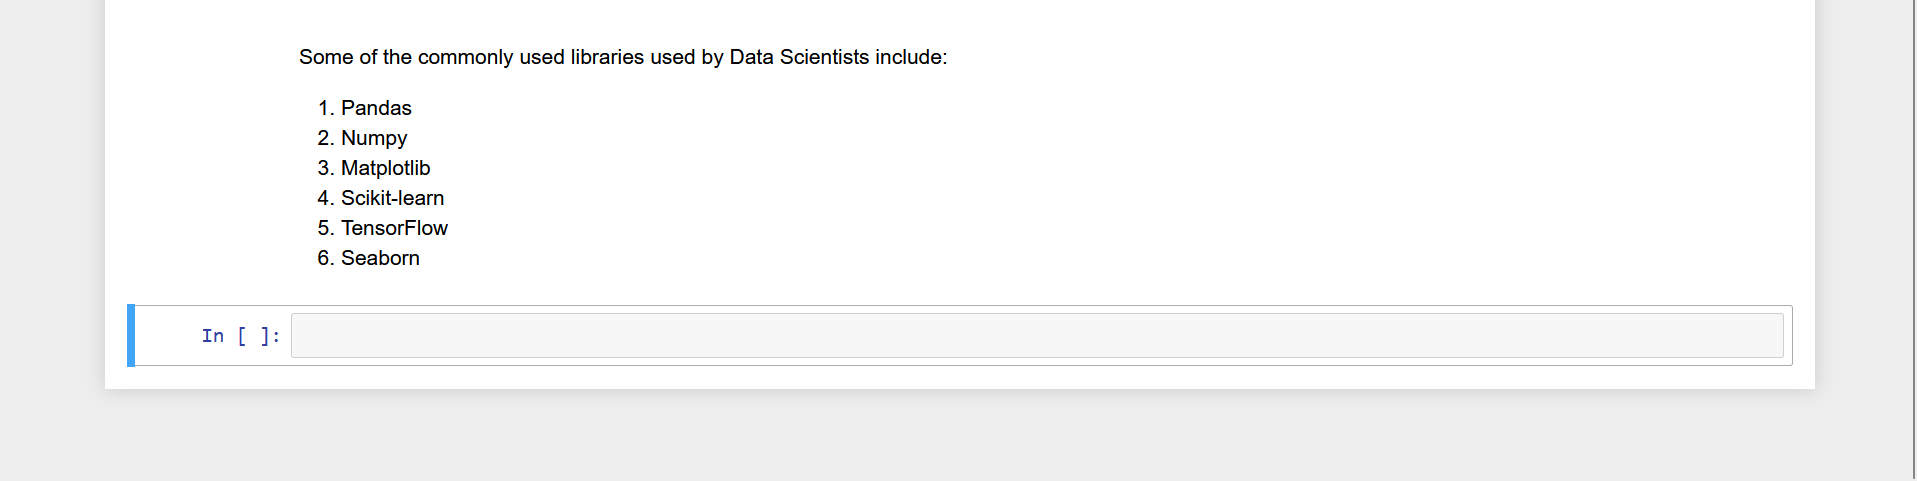 Some of the commonly used libraries used by Data Scientists include:
1. Pandas
2. Numpy
3. Matplotlib
4. Scikit-learn
5. TensorFlow
6. Seaborn
In [ ]: